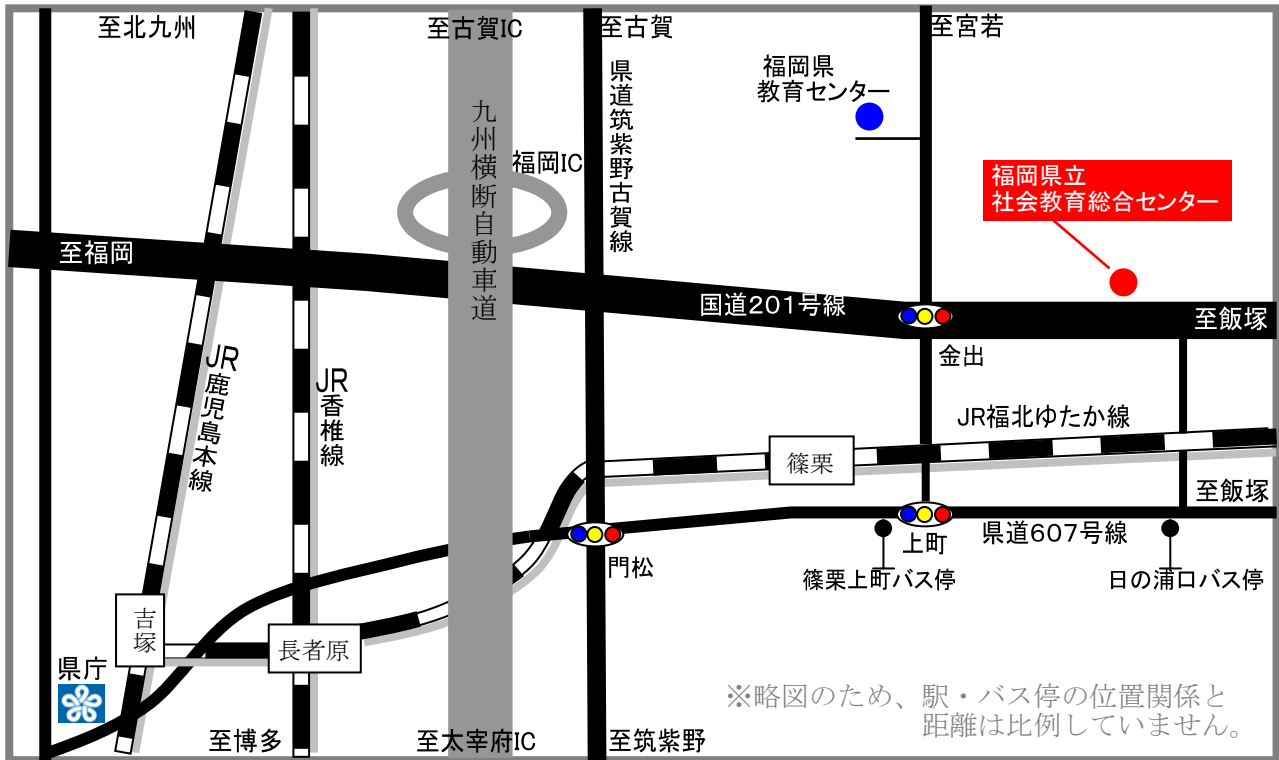 至北九州
至古賀IC
至古賀
至宮若
福岡県
教育センター
県道筑紫野古賀線
九州横断自動車道
福岡IC
福岡県立
社会教育総合センター
至福岡
国道201号線
至飯塚
金出
JR鹿児島本線
JR香椎線
JR福北ゆたか線
篠栗
至飯塚
県道607号線
上町
門松
篠栗上町バス停
日の浦口バス停
吉塚
長者原
県庁
※略図のため、駅・バス停の位置関係と
距離は比例していません。
至博多
至太宰府IC
至筑紫野